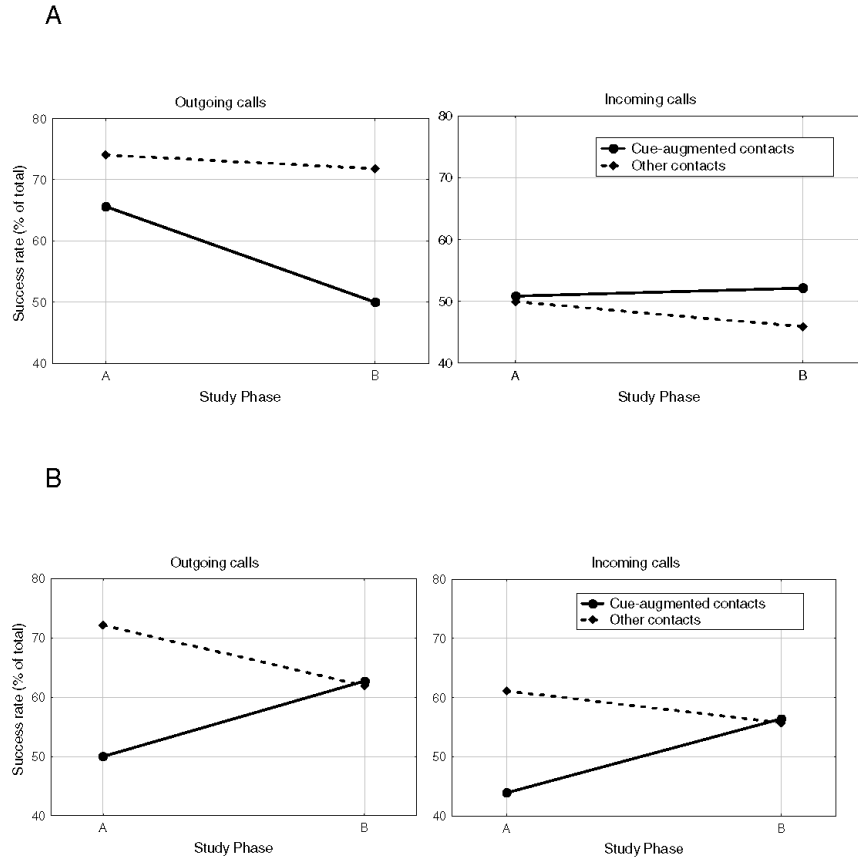 A
Outgoing calls
Incoming calls
80
70
60
50
40
Success rate (% of total)
A
B
Study Phase
80
70
60
50
40
Cue-augmented contacts
Other contacts
A
B
Study Phase
B
Outgoing calls
Incoming calls
80
70
60
50
40
Success rate (% of total)
A
B
Study Phase
80
70
60
50
40
Cue-augmented contacts
Other contacts
A
B
Study Phase